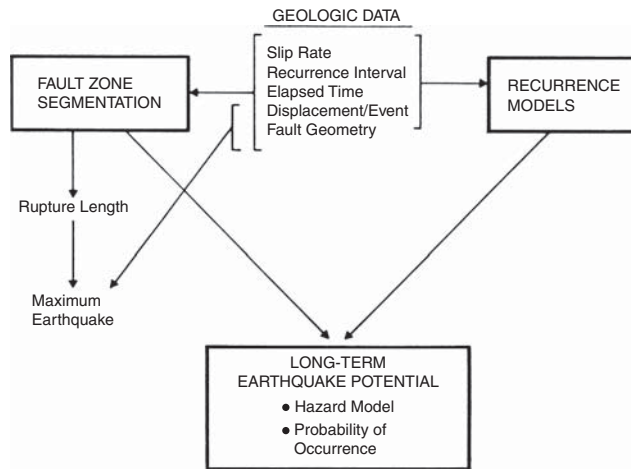 GEOLOGIC DATA
Slip Rate
Recurrence Interval
Elapsed Time
Displacement/Event
Fault Geometry
FAULT ZONE
SEGMENTATION
RECURRENCE
MODELS
Rupture Length
Maximum
Earthquake
LONG-TERM
EARTHQUAKE POTENTIAL
● Hazard Model
● Probability of
Occurrence